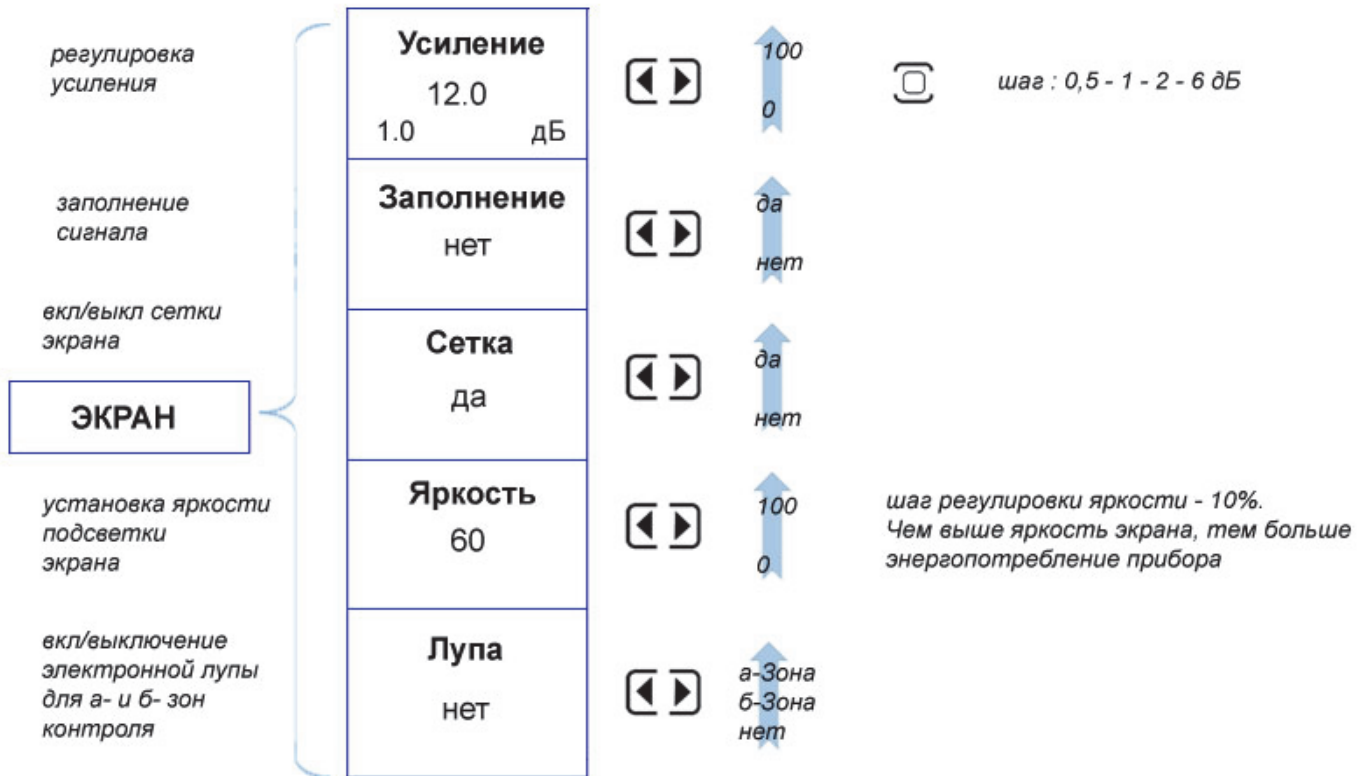 регулировка
усиления
Усиление
12.0
1.0 дБ
100
0
шаг : 0,5 - 1 - 2 - 6 дБ
заполнение
сигнала
Заполнение
нет
да
нет
вкл/выкл сетки
экрана
Сетка
да
да
нет
ЭКРАН
установка яркости
подсветки
экрана
Яркость
60
100
0
шаг регулировки яркости - 10%.
Чем выше яркость экрана, тем больше
энергопотребление прибора
вкл/выключение
электронной лупы
для а- и б- зон
контроля
Лупа
нет
а-Зона
б-Зона
нет